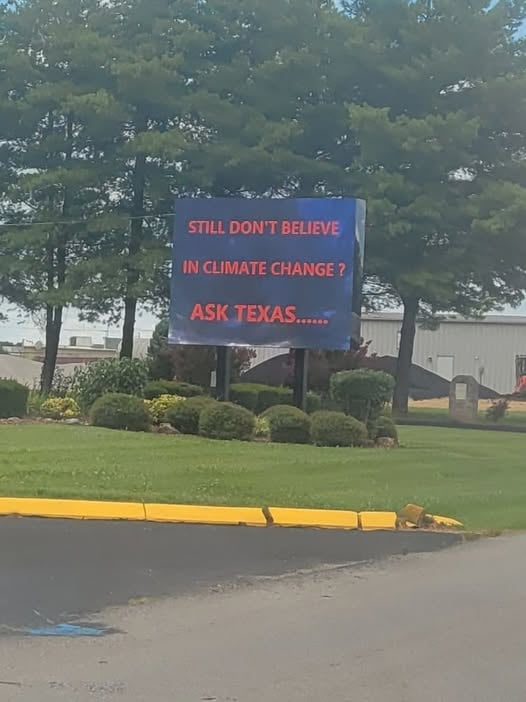 STILL DON'T BELIEVE
IN CLIMATE CHANGE ?
ASK TEXAS......